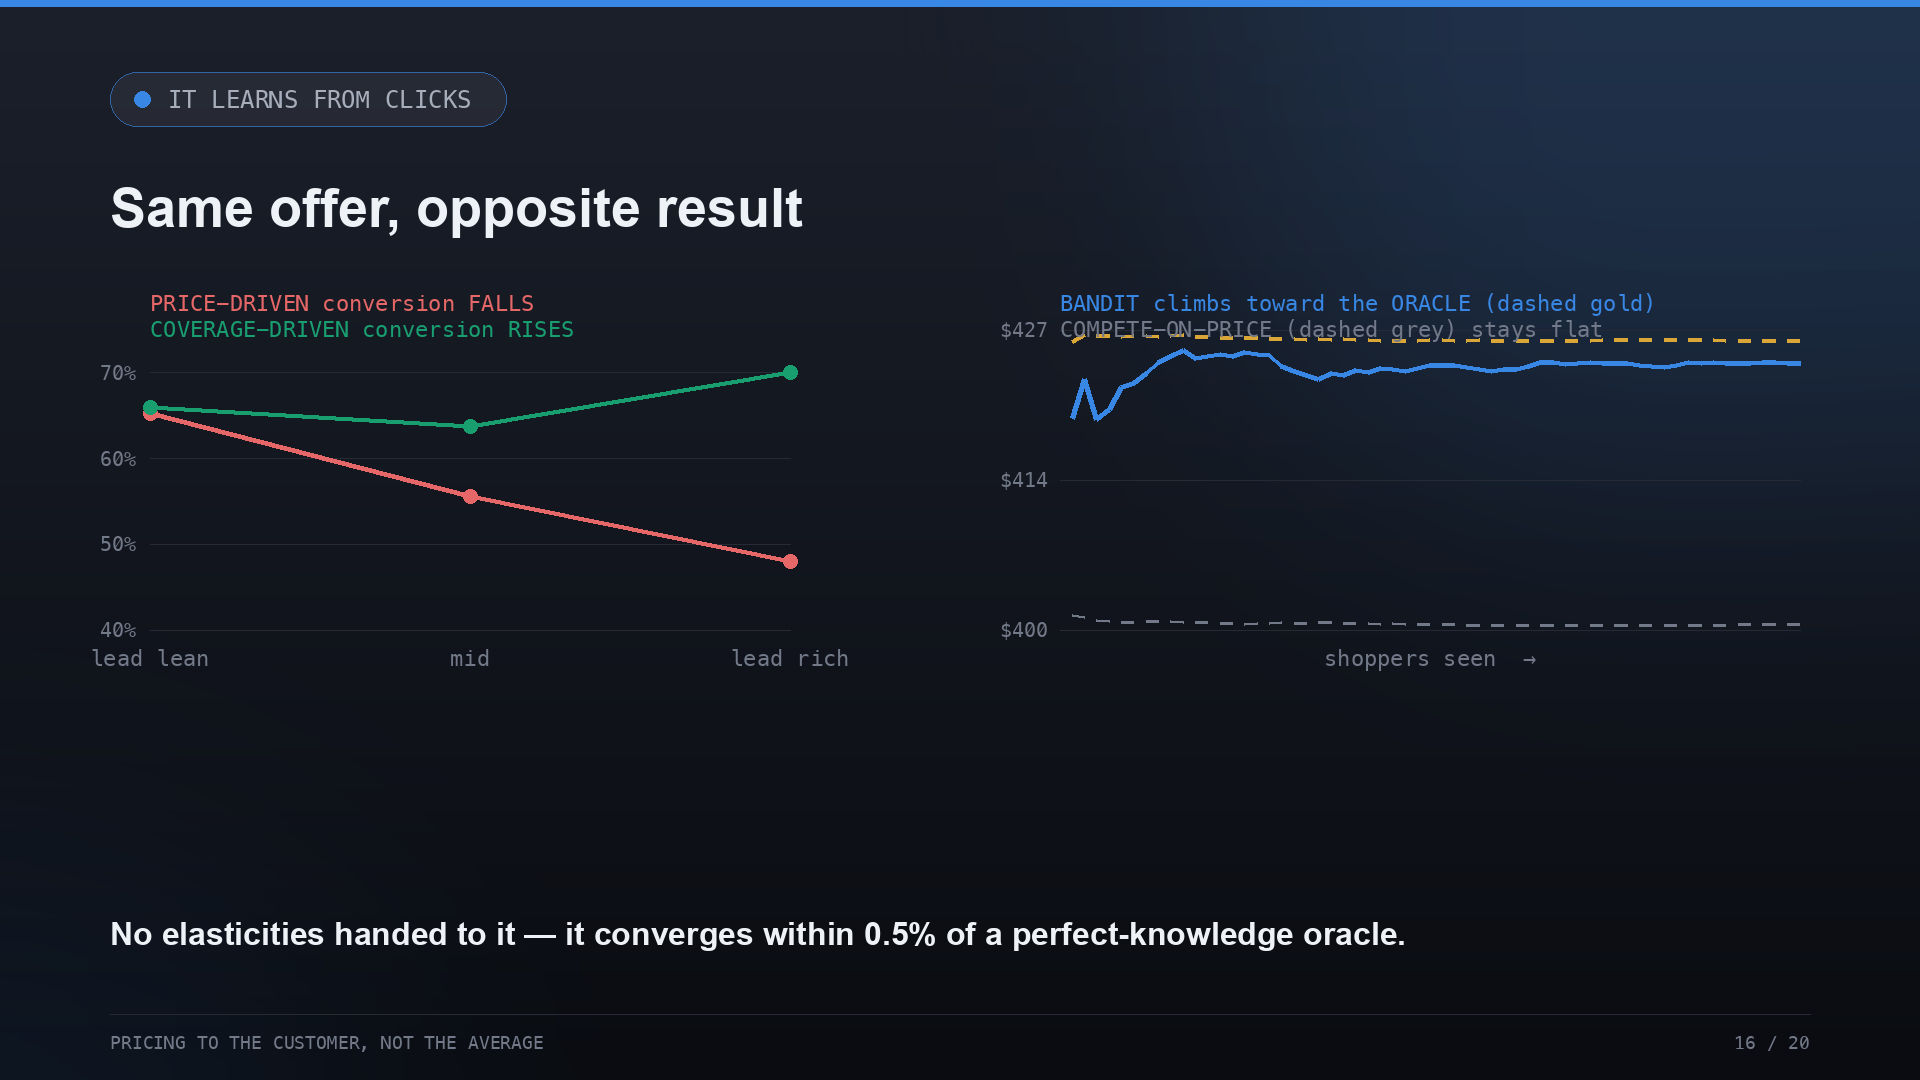 IT LEARNS FROM CLICKS
Same offer, opposite result
PRICE−DRIVEN conversion FALLS
COVERAGE−DRIVEN conversion RISES
70%
60%
50%
40%
lead lean
mid
lead rich
BANDIT climbs toward the ORACLE (dashed gold)
COMPETE−ON−PRICE (dashed grey) stays flat
$427
$414
$400
shoppers seen →
No elasticities handed to it — it converges within 0.5% of a perfect-knowledge oracle.
PRICING TO THE CUSTOMER, NOT THE AVERAGE
16 / 20